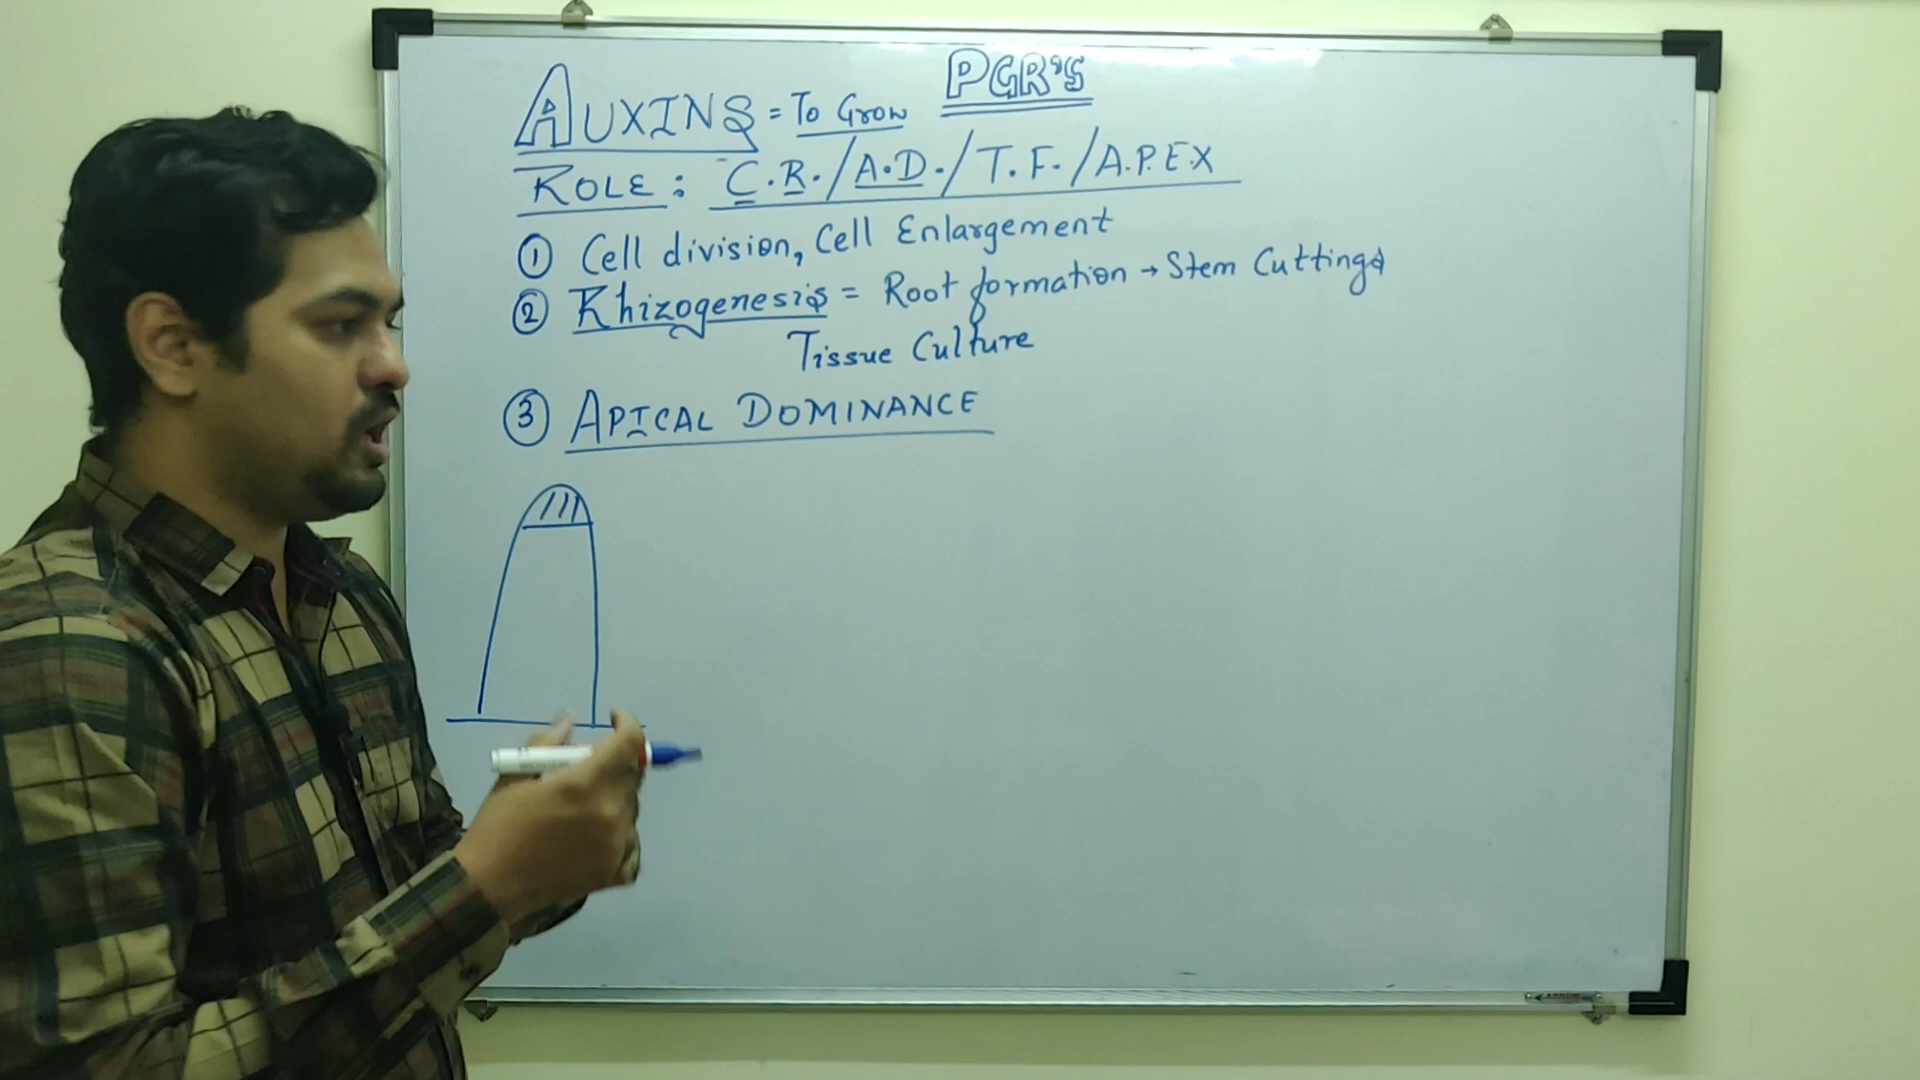 PGR'S
AUXINS = To Grow
ROLE: C.R./A.D./T.F./A.P.E.X
① Cell division, Cell Enlargement
② Rhizogenesis = Root formation → Stem Cuttings
Tissue Culture
③ APICAL DOMINANCE